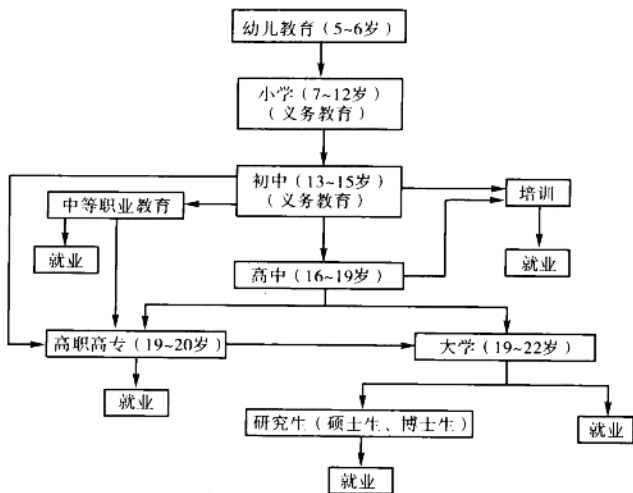 幼儿教育(5~6岁)
小学(7~12岁)
(义务教育)
初中(13~15岁)
(义务教育)
培训
中等职业教育
就业
就业
高中(16~19岁)
高职高专(19~20岁)
大学(19~22岁)
就业
研究生(硕士生、博士生)
就业
就业